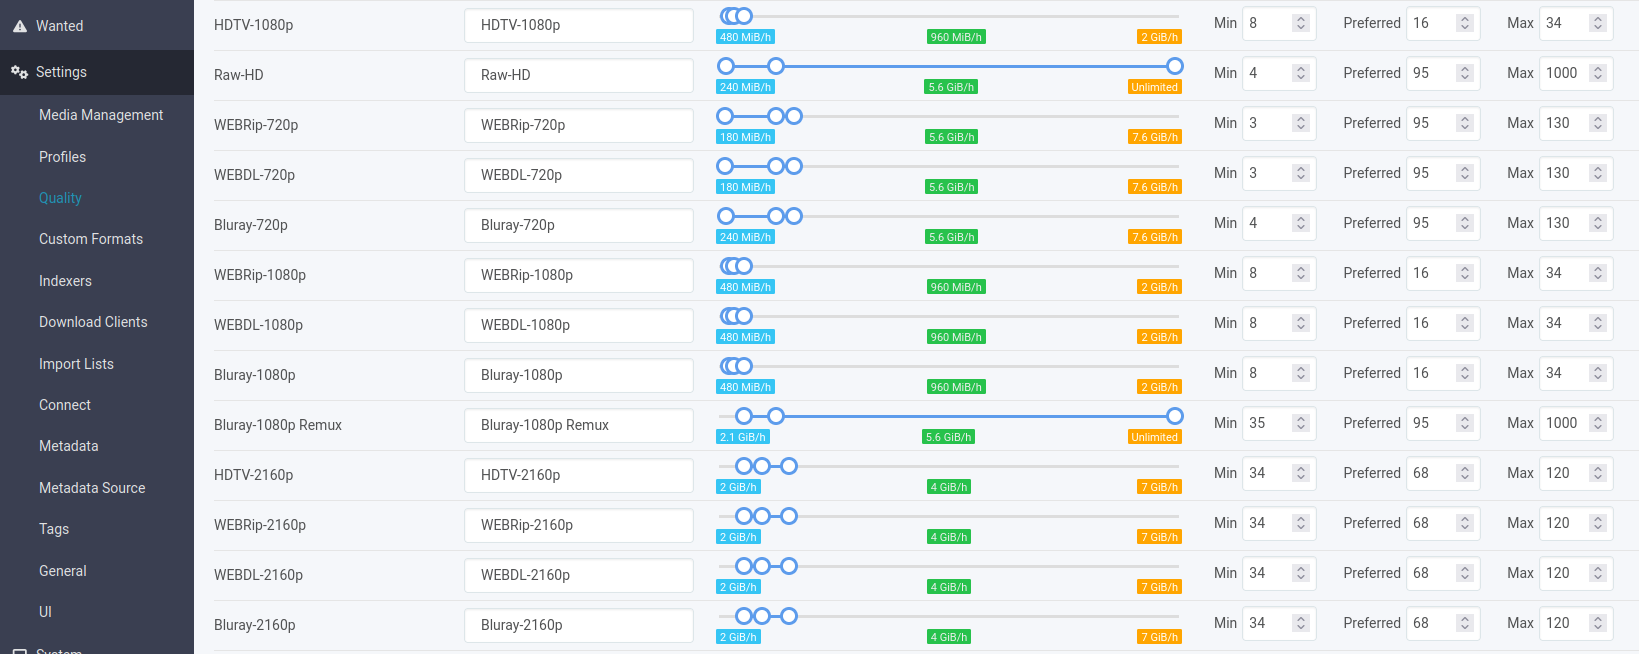 Wanted
Settings
Media Management
Profiles
Quality
Custom Formats
Indexers
Download Clients
Import Lists
Connect
Metadata
Metadata Source
Tags
General
UI
System
HDTV-1080p HDTV-1080p 480 MiB/h 960 MiB/h 2 GiB/h Min 8 Preferred 16 Max 34
Raw-HD Raw-HD 240 MiB/h 5.6 GiB/h Unlimited Min 4 Preferred 95 Max 1000
WEBRip-720p WEBRip-720p 180 MiB/h 5.6 GiB/h 7.6 GiB/h Min 3 Preferred 95 Max 130
WEBDL-720p WEBDL-720p 180 MiB/h 5.6 GiB/h 7.6 GiB/h Min 3 Preferred 95 Max 130
Bluray-720p Bluray-720p 240 MiB/h 5.6 GiB/h 7.6 GiB/h Min 4 Preferred 95 Max 130
WEBRip-1080p WEBRip-1080p 480 MiB/h 960 MiB/h 2 GiB/h Min 8 Preferred 16 Max 34
WEBDL-1080p WEBDL-1080p 480 MiB/h 960 MiB/h 2 GiB/h Min 8 Preferred 16 Max 34
Bluray-1080p Bluray-1080p 480 MiB/h 960 MiB/h 2 GiB/h Min 8 Preferred 16 Max 34
Bluray-1080p Remux Bluray-1080p Remux 2.1 GiB/h 5.6 GiB/h Unlimited Min 35 Preferred 95 Max 1000
HDTV-2160p HDTV-2160p 2 GiB/h 4 GiB/h 7 GiB/h Min 34 Preferred 68 Max 120
WEBRip-2160p WEBRip-2160p 2 GiB/h 4 GiB/h 7 GiB/h Min 34 Preferred 68 Max 120
WEBDL-2160p WEBDL-2160p 2 GiB/h 4 GiB/h 7 GiB/h Min 34 Preferred 68 Max 120
Bluray-2160p Bluray-2160p 2 GiB/h 4 GiB/h 7 GiB/h Min 34 Preferred 68 Max 120